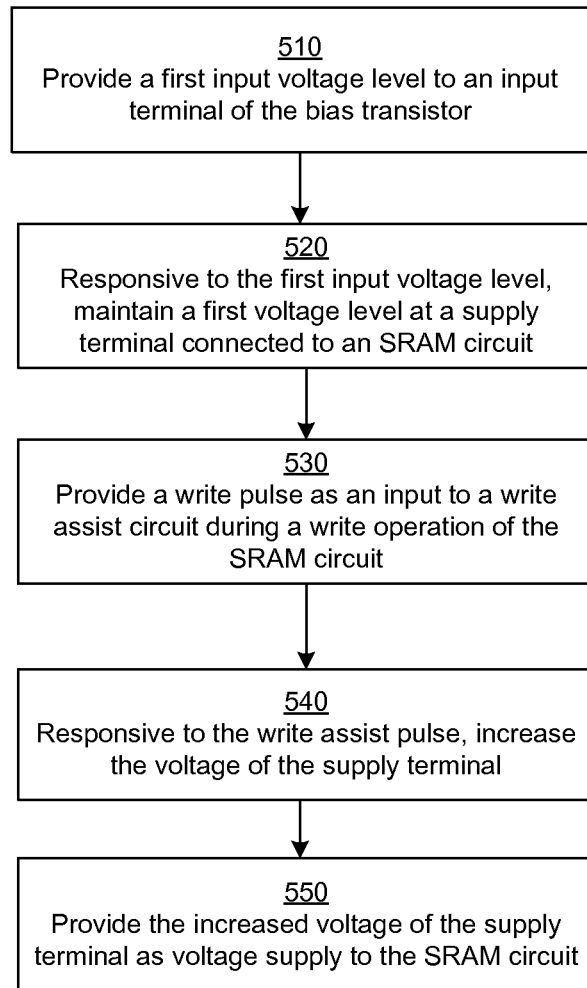 510
Provide a first input voltage level to an input
terminal of the bias transistor
520
Responsive to the first input voltage level,
maintain a first voltage level at a supply
terminal connected to an SRAM circuit
530
Provide a write pulse as an input to a write
assist circuit during a write operation of the
SRAM circuit
540
Responsive to the write assist pulse, increase
the voltage of the supply terminal
550
Provide the increased voltage of the supply
terminal as voltage supply to the SRAM circuit